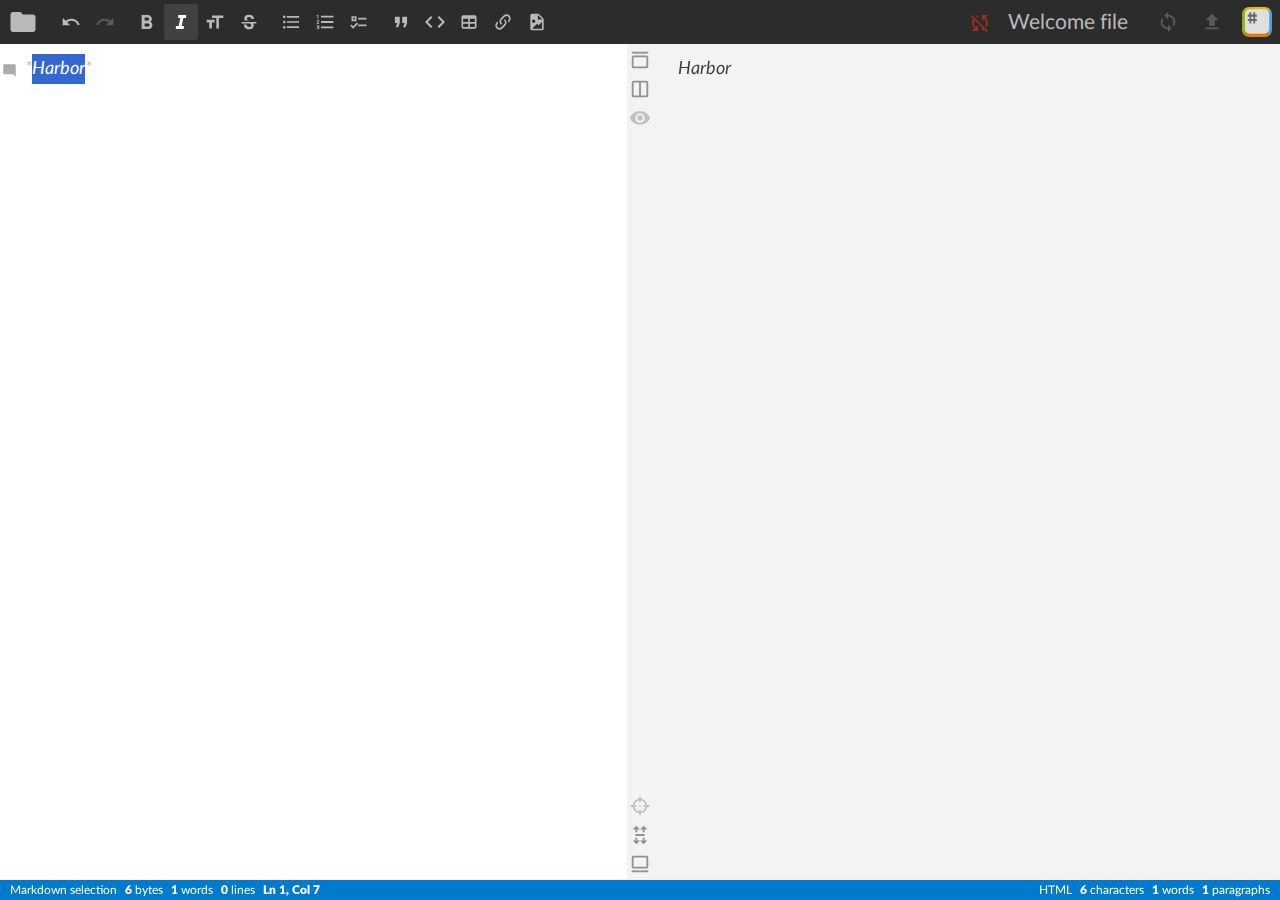 Welcome file
*Harbor*
Harbor
Markdown selection 6 bytes 1 words 0 lines Ln 1, Col 7
HTML 6 characters 1 words 1 paragraphs